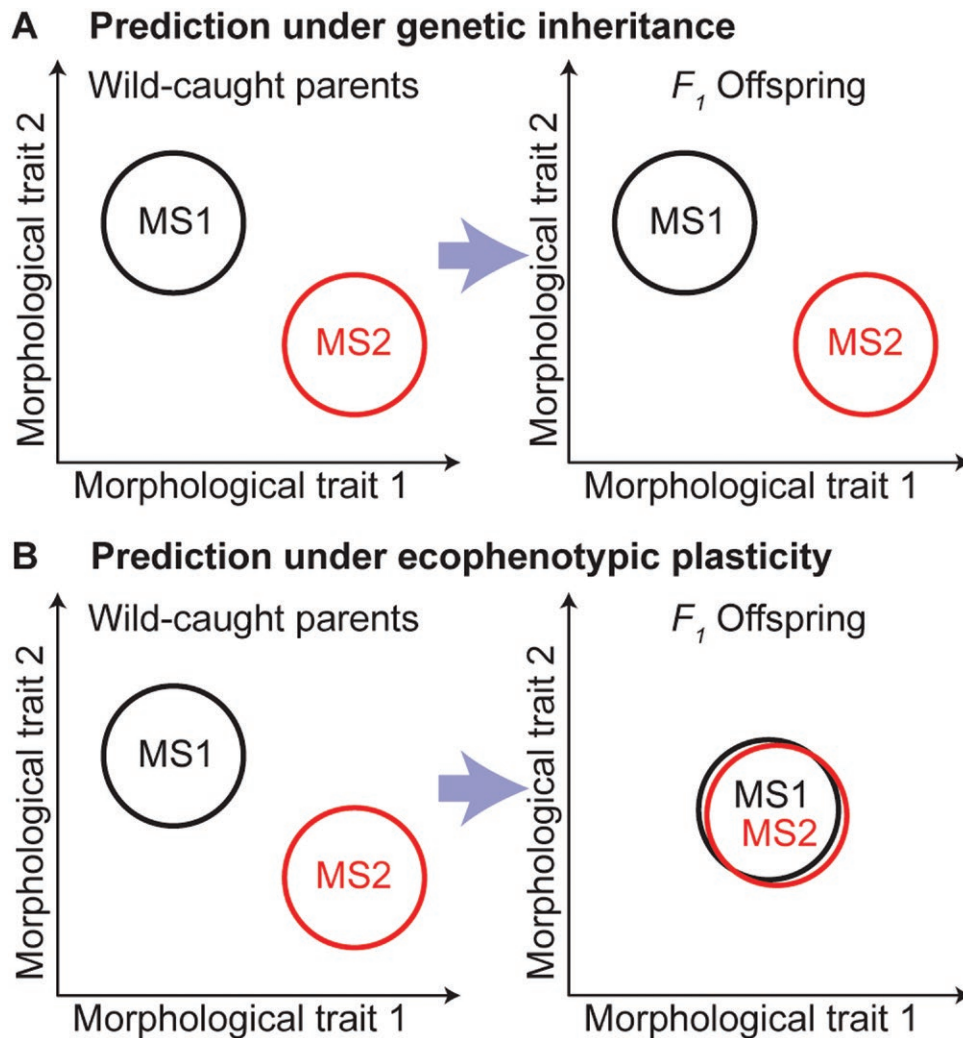 A Prediction under genetic inheritance
Wild-caught parents
Morphological trait 2
MS1
MS2
Morphological trait 1
F1 Offspring
Morphological trait 2
MS1
MS2
Morphological trait 1
B Prediction under ecophenotypic plasticity
Wild-caught parents
Morphological trait 2
MS1
MS2
Morphological trait 1
F1 Offspring
Morphological trait 2
MS1
MS2
Morphological trait 1